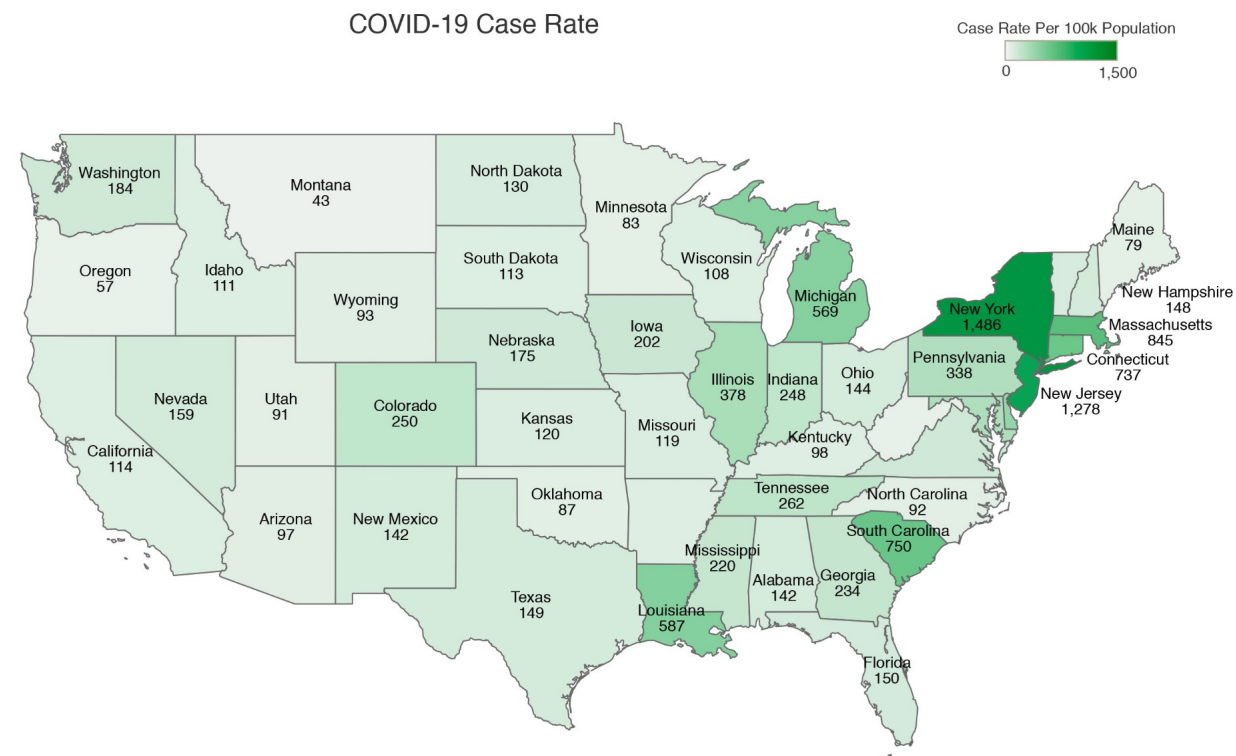 COVID-19 Case Rate
Case Rate Per 100k Population
0
1,500
Washington
184
Montana
43
North Dakota
130
Minnesota
83
Maine
79
Oregon
57
Idaho
111
South Dakota
113
Wisconsin
108
Michigan
569
New Hampshire
148
Wyoming
93
New York
1,486
Massachusetts
845
Iowa
202
Nebraska
175
Pennsylvania
338
Connecticut
737
Nevada
159
Utah
91
Colorado
250
Illinois
378
Indiana
248
Ohio
144
New Jersey
1,278
Kansas
120
Missouri
119
Kentucky
98
California
114
Tennessee
262
North Carolina
92
Oklahoma
87
Arizona
97
New Mexico
142
South Carolina
750
Mississippi
220
Alabama
142
Georgia
234
Texas
149
Louisiana
587
Florida
150